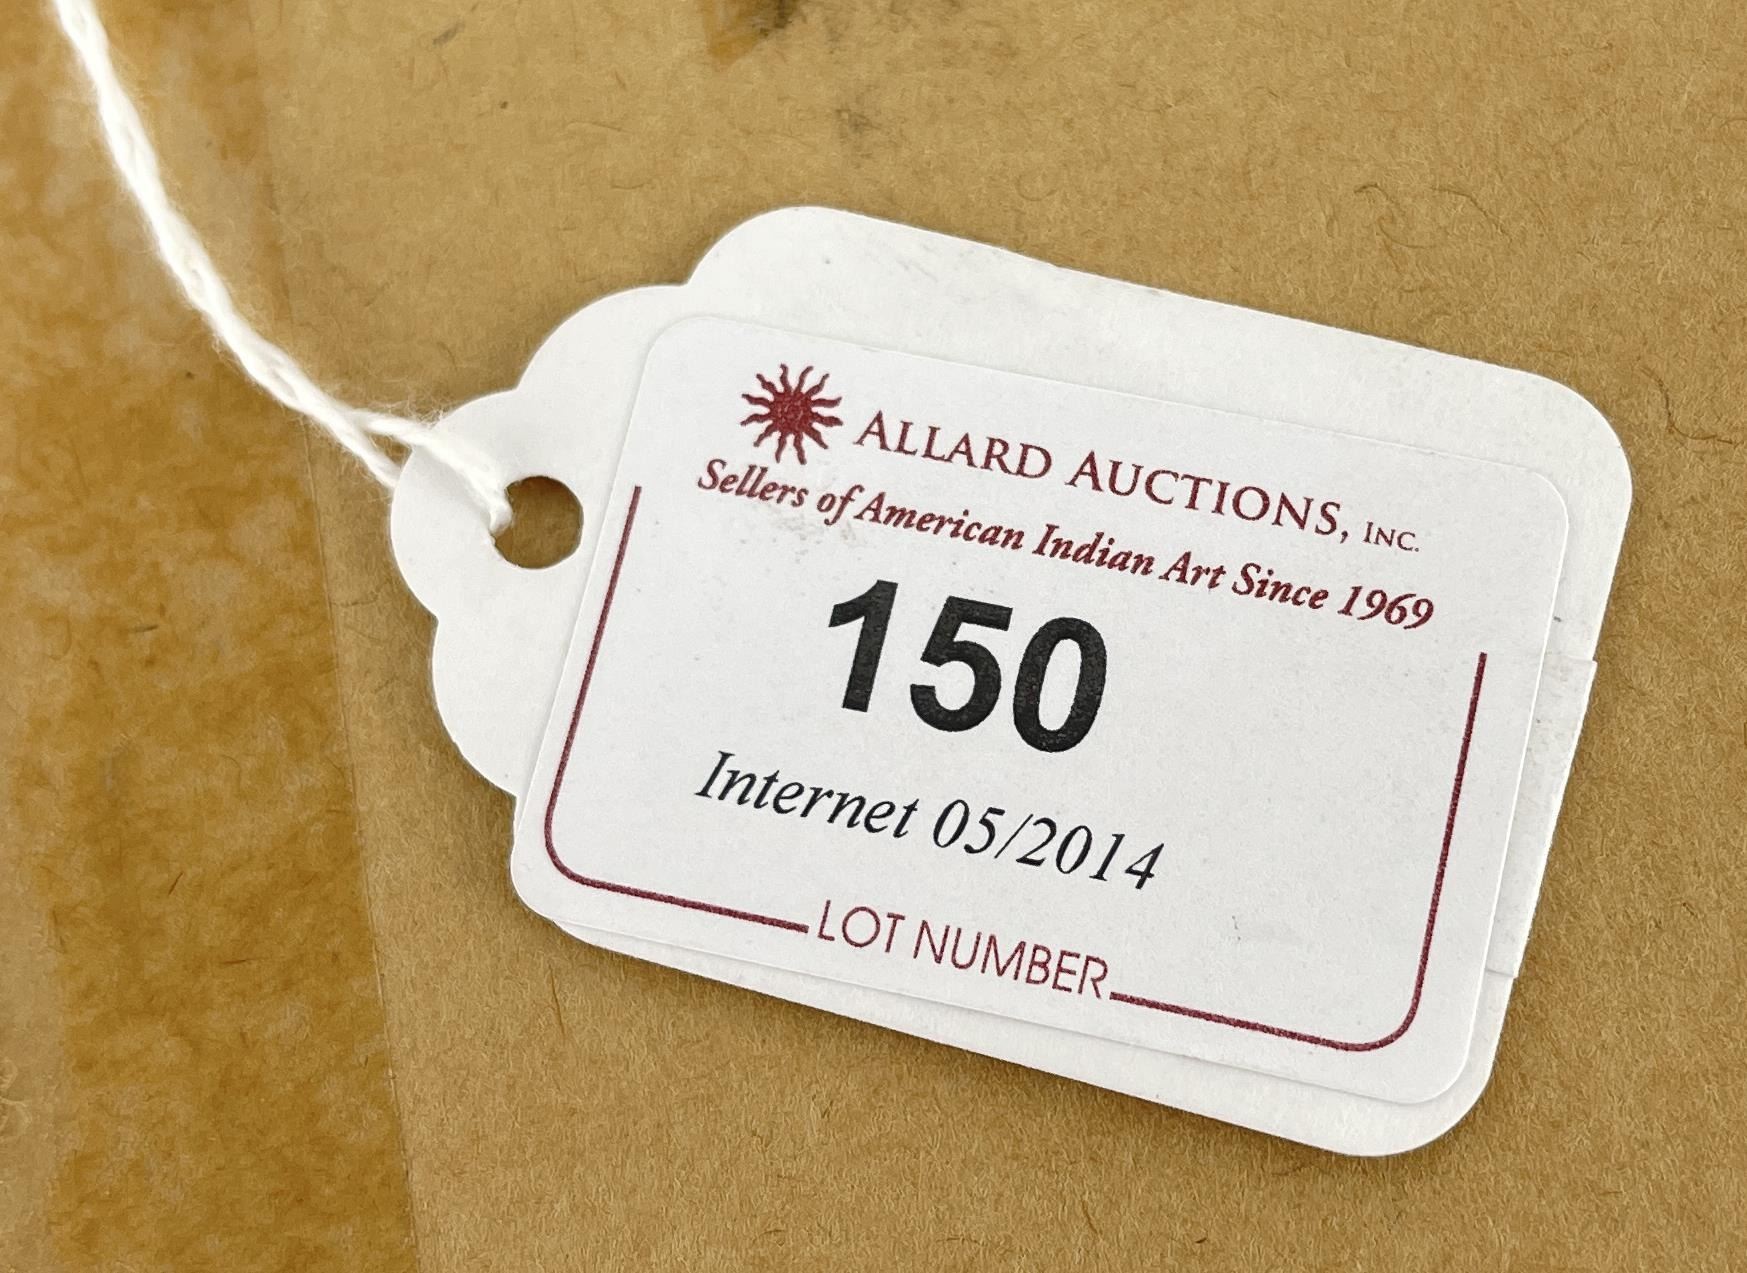 ALLARD AUCTIONS, INC.
Sellers of American Indian Art Since 1969
150
Internet 05/2014
LOT NUMBER